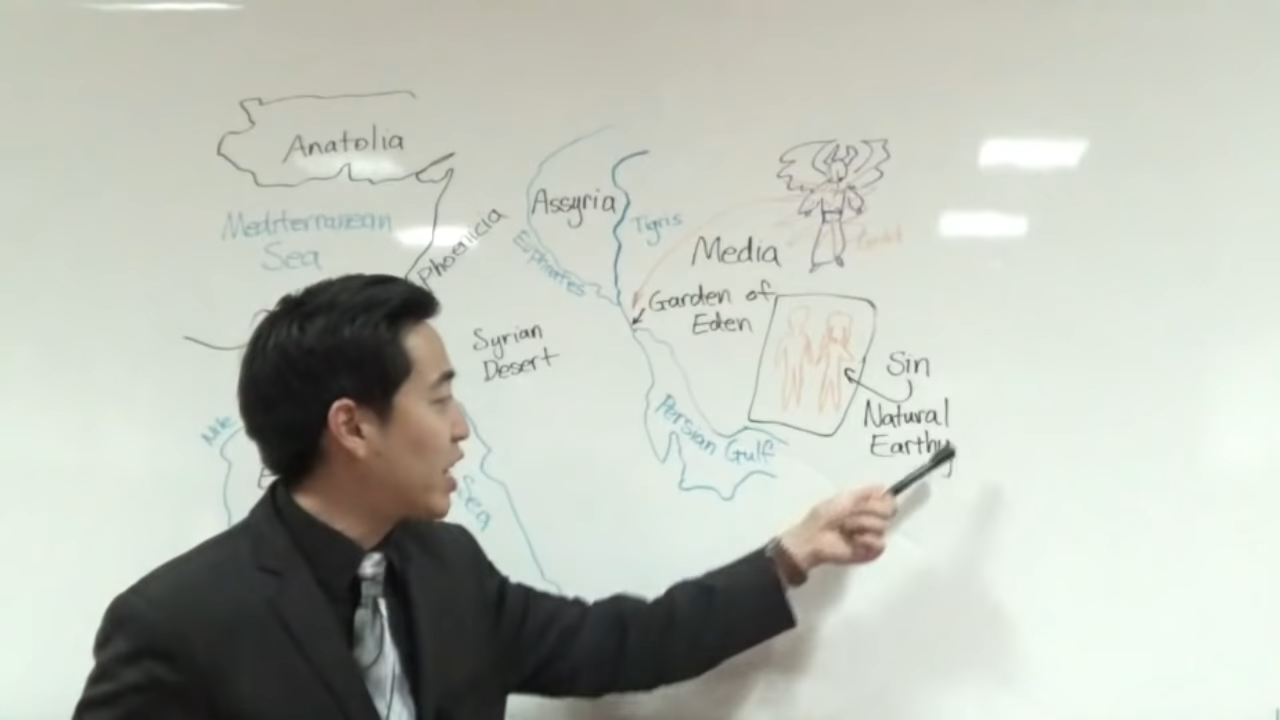 Anatolia
Mediterranean
Sea
Phoenicia
Assyria
Euphrates
Tigris
Media
Garden of
Eden
Syrian
Desert
Sin
Natural
Earthy
Persian Gulf
Nile
Sea